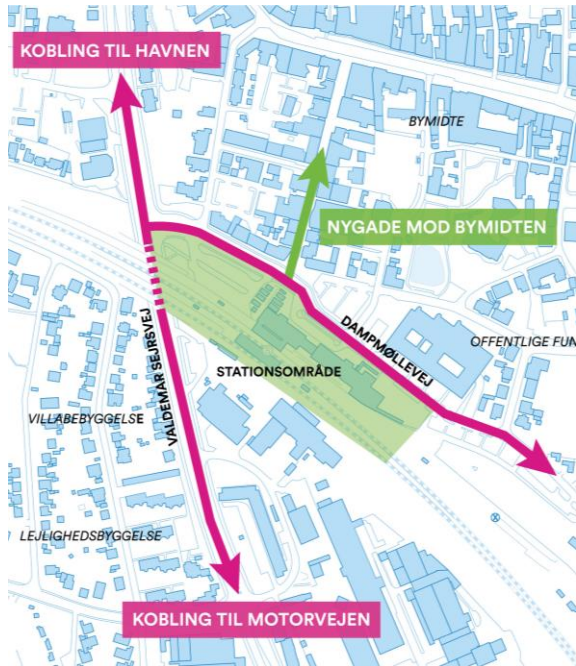 KOBLING TIL HAVNEN
BYMIDTE
NYGADE MOD BYMIDTEN
DAMPMØLLEVEJ
OFFENTLIGE FUN
STATIONSOMRÅDE
VALDEMAR SEJRSVEJ
VILLABEBYGGELSE
LEJLIGHEDSBYGGELSE
KOBLING TIL MOTORVEJEN